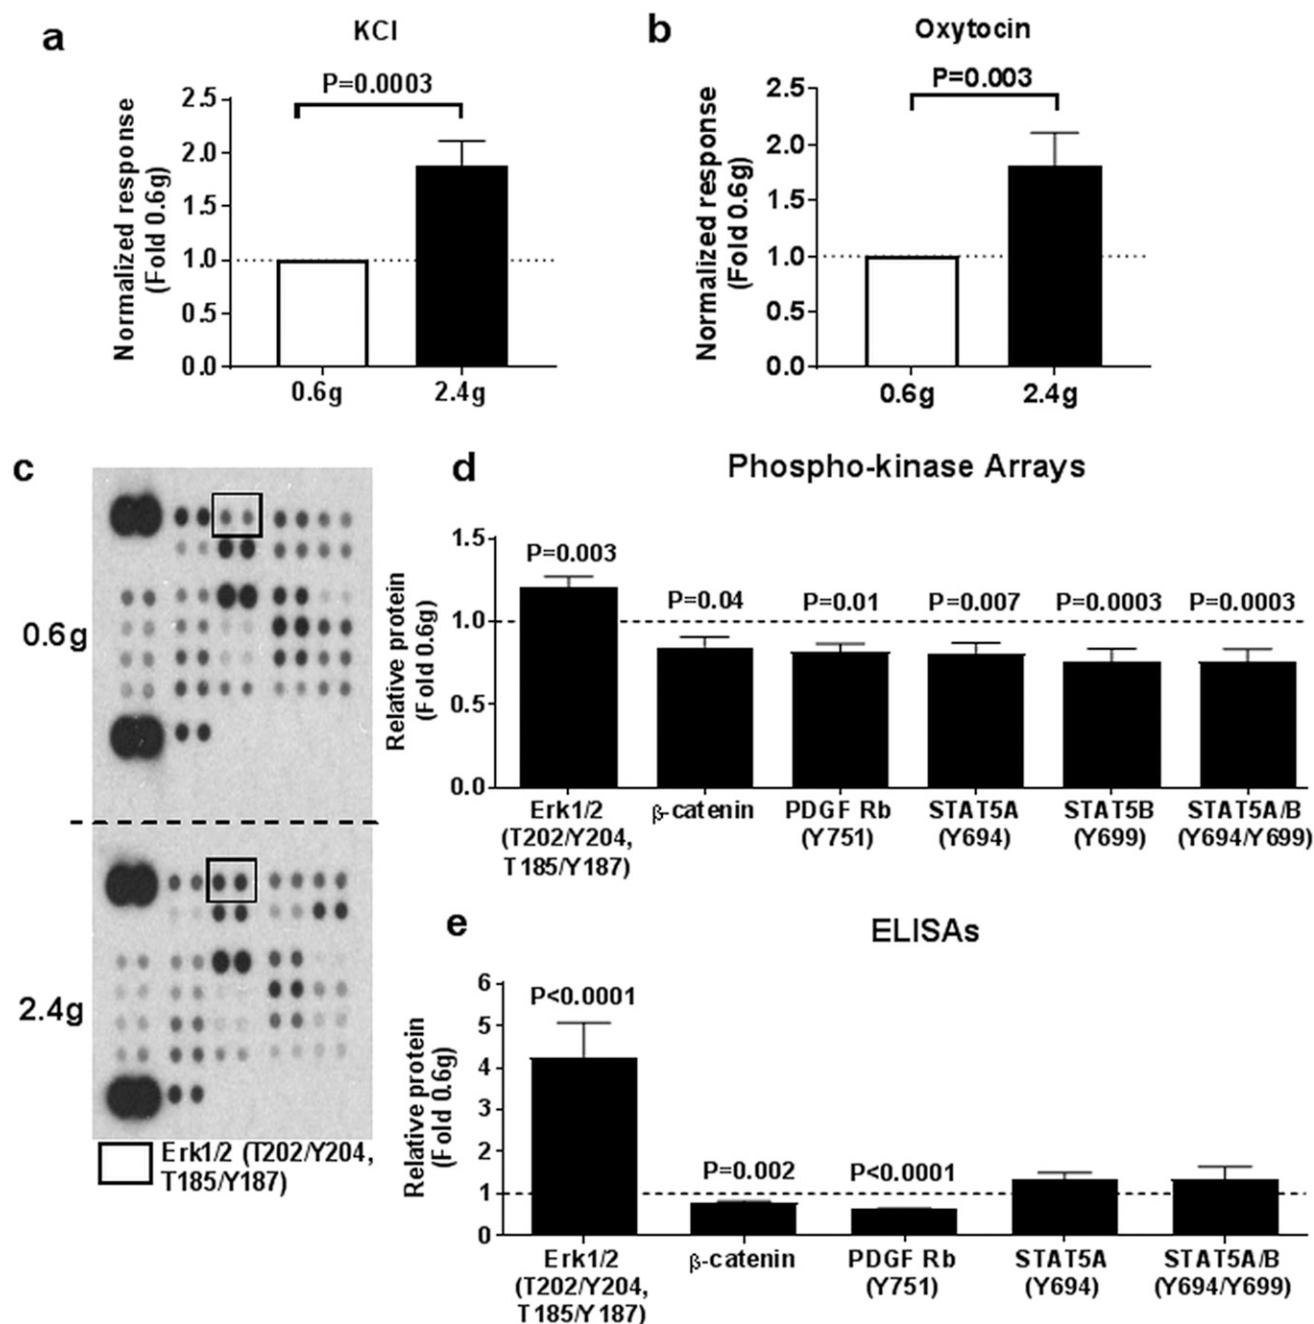 a
KCl
P=0.0003
Normalized response
(Fold 0.6g)
2.5
2.0
1.5
1.0
0.5
0.0
0.6g
2.4g
b
Oxytocin
P=0.003
Normalized response
(Fold 0.6g)
2.5
2.0
1.5
1.0
0.5
0.0
0.6g
2.4g
c
0.6g
2.4g
Erk1/2 (T202/Y204,
T185/Y187)
d
Phospho-kinase Arrays
Relative protein
(Fold 0.6g)
1.5
1.0
0.5
0.0
P=0.003
P=0.04
P=0.01
P=0.007
P=0.0003
P=0.0003
Erk1/2
(T202/Y204,
T185/Y187)
β-catenin
PDGF Rb
(Y751)
STAT5A
(Y694)
STAT5B
(Y699)
STAT5A/B
(Y694/Y699)
e
ELISAs
Relative protein
(Fold 0.6g)
6
5
4
3
2
1
0
P<0.0001
P=0.002
P<0.0001
Erk1/2
(T202/Y204,
T185/Y187)
β-catenin
PDGF Rb
(Y751)
STAT5A
(Y694)
STAT5A/B
(Y694/Y699)